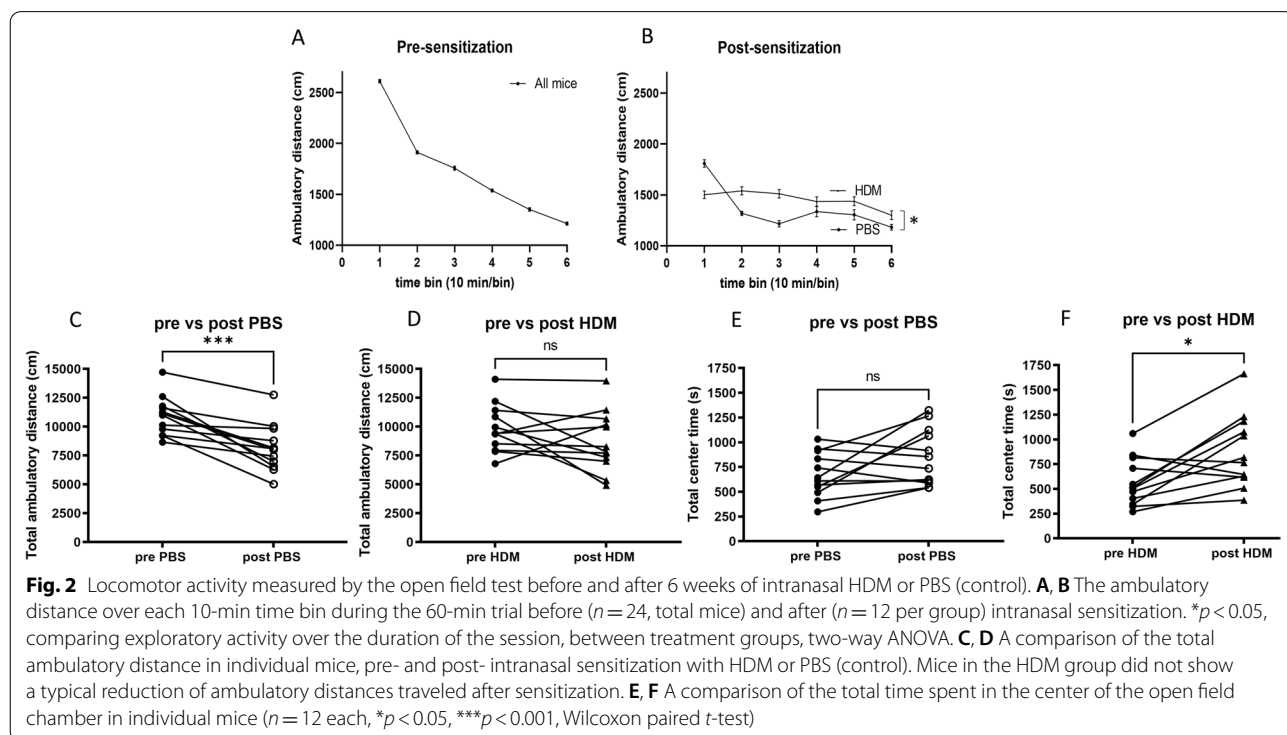 A
Pre-sensitization
Ambulatory distance (cm)
2500
2000
1500
1000
All mice
0 1 2 3 4 5 6
time bin (10 min/bin)
B
Post-sensitization
Ambulatory distance (cm)
2500
2000
1500
1000
HDM
*
PBS
0 1 2 3 4 5 6
time bin (10 min/bin)
C
pre vs post PBS
***
Total ambulatory distance (cm)
15000
12500
10000
7500
5000
2500
0
pre PBS post PBS
D
pre vs post HDM
ns
Total ambulatory distance (cm)
15000
12500
10000
7500
5000
2500
0
pre HDM post HDM
E
pre vs post PBS
ns
Total center time (s)
1750
1500
1250
1000
750
500
250
0
pre PBS post PBS
F
pre vs post HDM
*
Total center time (s)
1750
1500
1250
1000
750
500
250
0
pre HDM post HDM
Fig. 2 Locomotor activity measured by the open field test before and after 6 weeks of intranasal HDM or PBS (control). A, B The ambulatory
distance over each 10-min time bin during the 60-min trial before (n = 24, total mice) and after (n = 12 per group) intranasal sensitization. *p < 0.05,
comparing exploratory activity over the duration of the session, between treatment groups, two-way ANOVA. C, D A comparison of the total
ambulatory distance in individual mice, pre- and post- intranasal sensitization with HDM or PBS (control). Mice in the HDM group did not show
a typical reduction of ambulatory distances traveled after sensitization. E, F A comparison of the total time spent in the center of the open field
chamber in individual mice (n = 12 each, *p < 0.05, ***p < 0.001, Wilcoxon paired t-test)